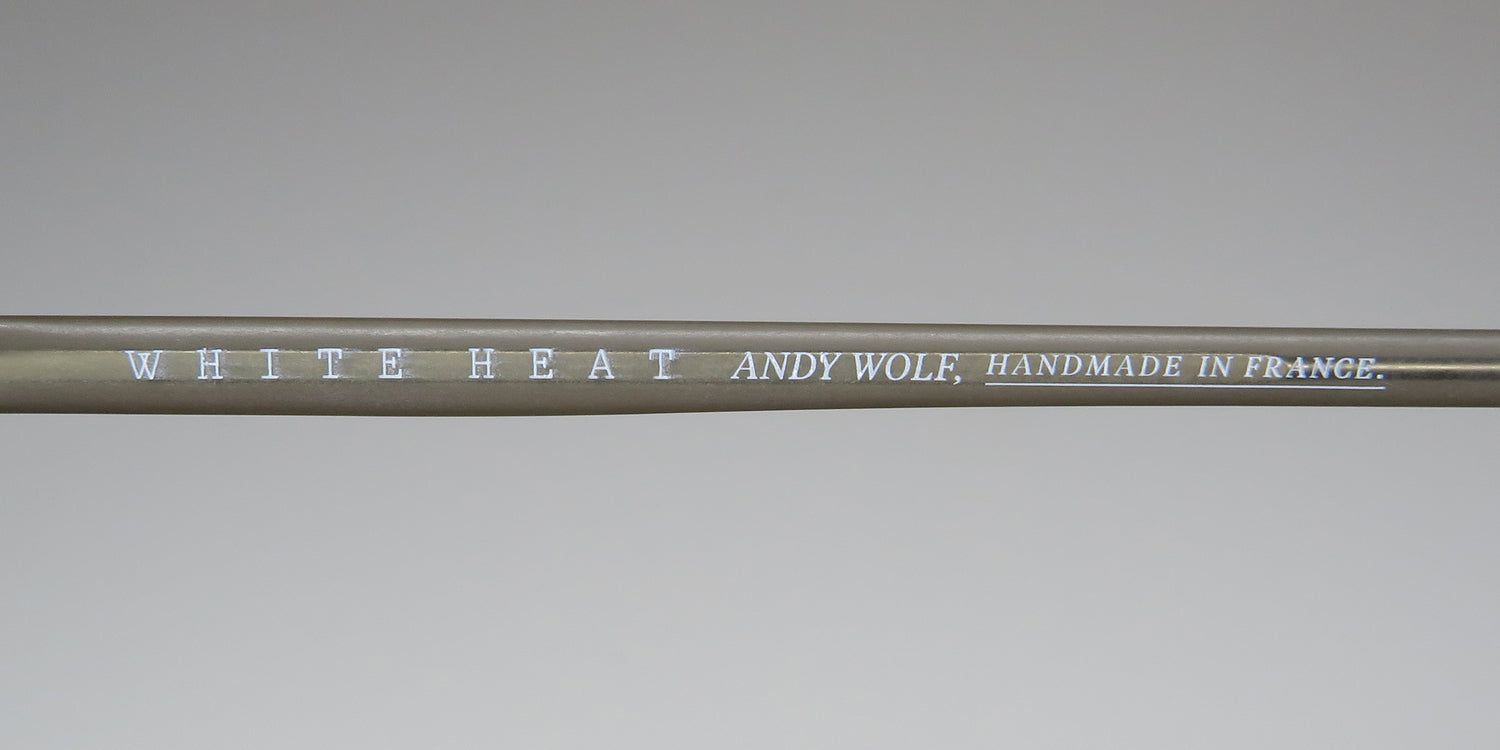 WHITE HEAT ANDY WOLF, HANDMADE IN FRANCE.